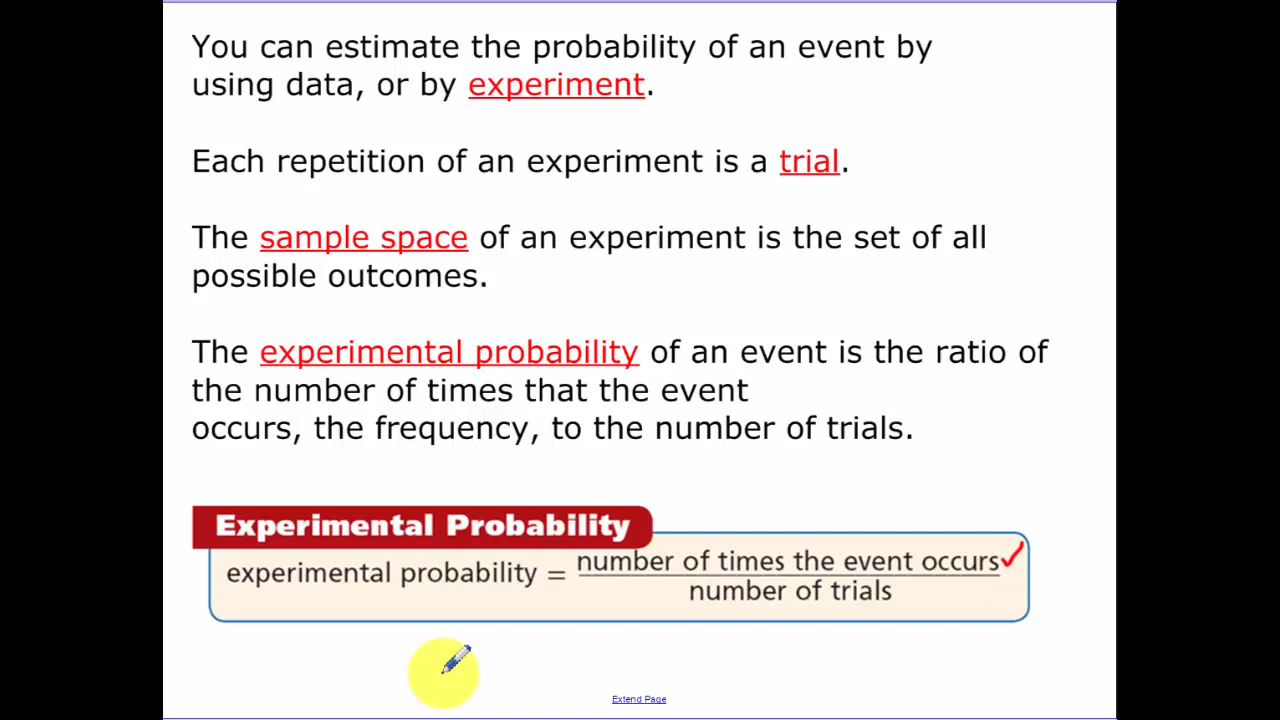 You can estimate the probability of an event by
using data, or by experiment.
Each repetition of an experiment is a trial.
The sample space of an experiment is the set of all
possible outcomes.
The experimental probability of an event is the ratio of
the number of times that the event
occurs, the frequency, to the number of trials.
Experimental Probability
experimental probability = number of times the event occurs
number of trials
Extend Page